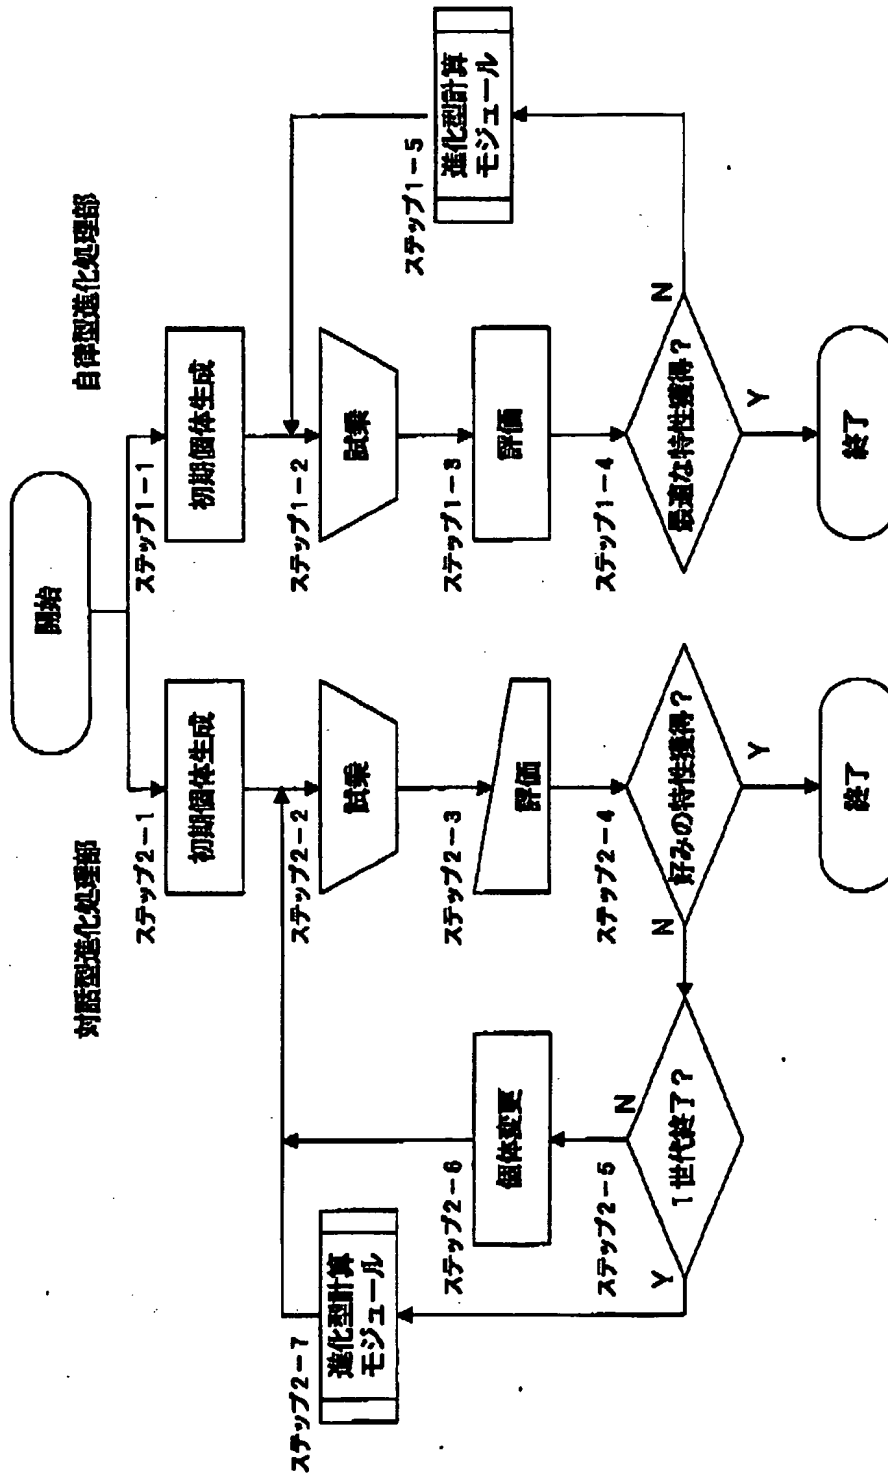 開始
対話型進化処理部
自律型進化処理部
ステップ2-1
初期個体生成
ステップ2-2
試乗
ステップ2-3
評価
ステップ2-4
好みの特性獲得?
Y
N
終了
ステップ2-5
1世代終了?
N
Y
ステップ2-6
個体変更
ステップ2-7
進化型計算
モジュール
ステップ1-1
初期個体生成
ステップ1-2
試乗
ステップ1-3
評価
ステップ1-4
最適な特性獲得?
Y
N
終了
ステップ1-5
進化型計算
モジュール